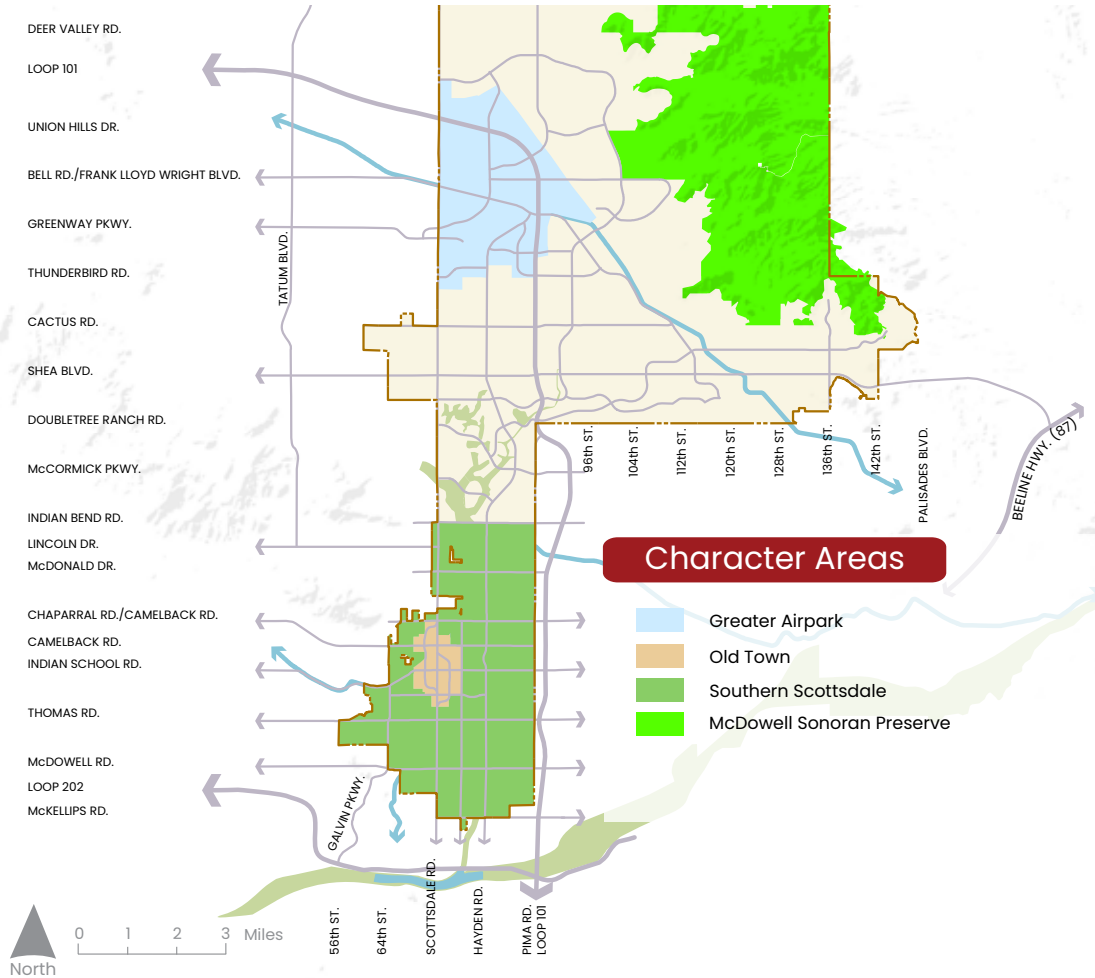 DEER VALLEY RD.
LOOP 101
UNION HILLS DR.
BELL RD./FRANK LLOYD WRIGHT BLVD.
GREENWAY PKWY.
TATUM BLVD.
THUNDERBIRD RD.
CACTUS RD.
SHEA BLVD.
DOUBLETREE RANCH RD.
96th ST.
104th ST.
112th ST.
120th ST.
128th ST.
136th ST.
142th ST.
PALISADES BLVD.
BEELINE HWY. (87)
McCORMICK PKWY.
INDIAN BEND RD.
LINCOLN DR.
McDONALD DR.
Character Areas
Greater Airpark
Old Town
Southern Scottsdale
McDowell Sonoran Preserve
CHAPARRAL RD./CAMELBACK RD.
CAMELBACK RD.
INDIAN SCHOOL RD.
THOMAS RD.
McDOWELL RD.
LOOP 202
McKELLIPS RD.
GALVIN PKWY.
56th ST.
64th ST.
SCOTTSDALE RD.
HAYDEN RD.
PIMA RD.
LOOP 101
0 1 2 3 Miles
North